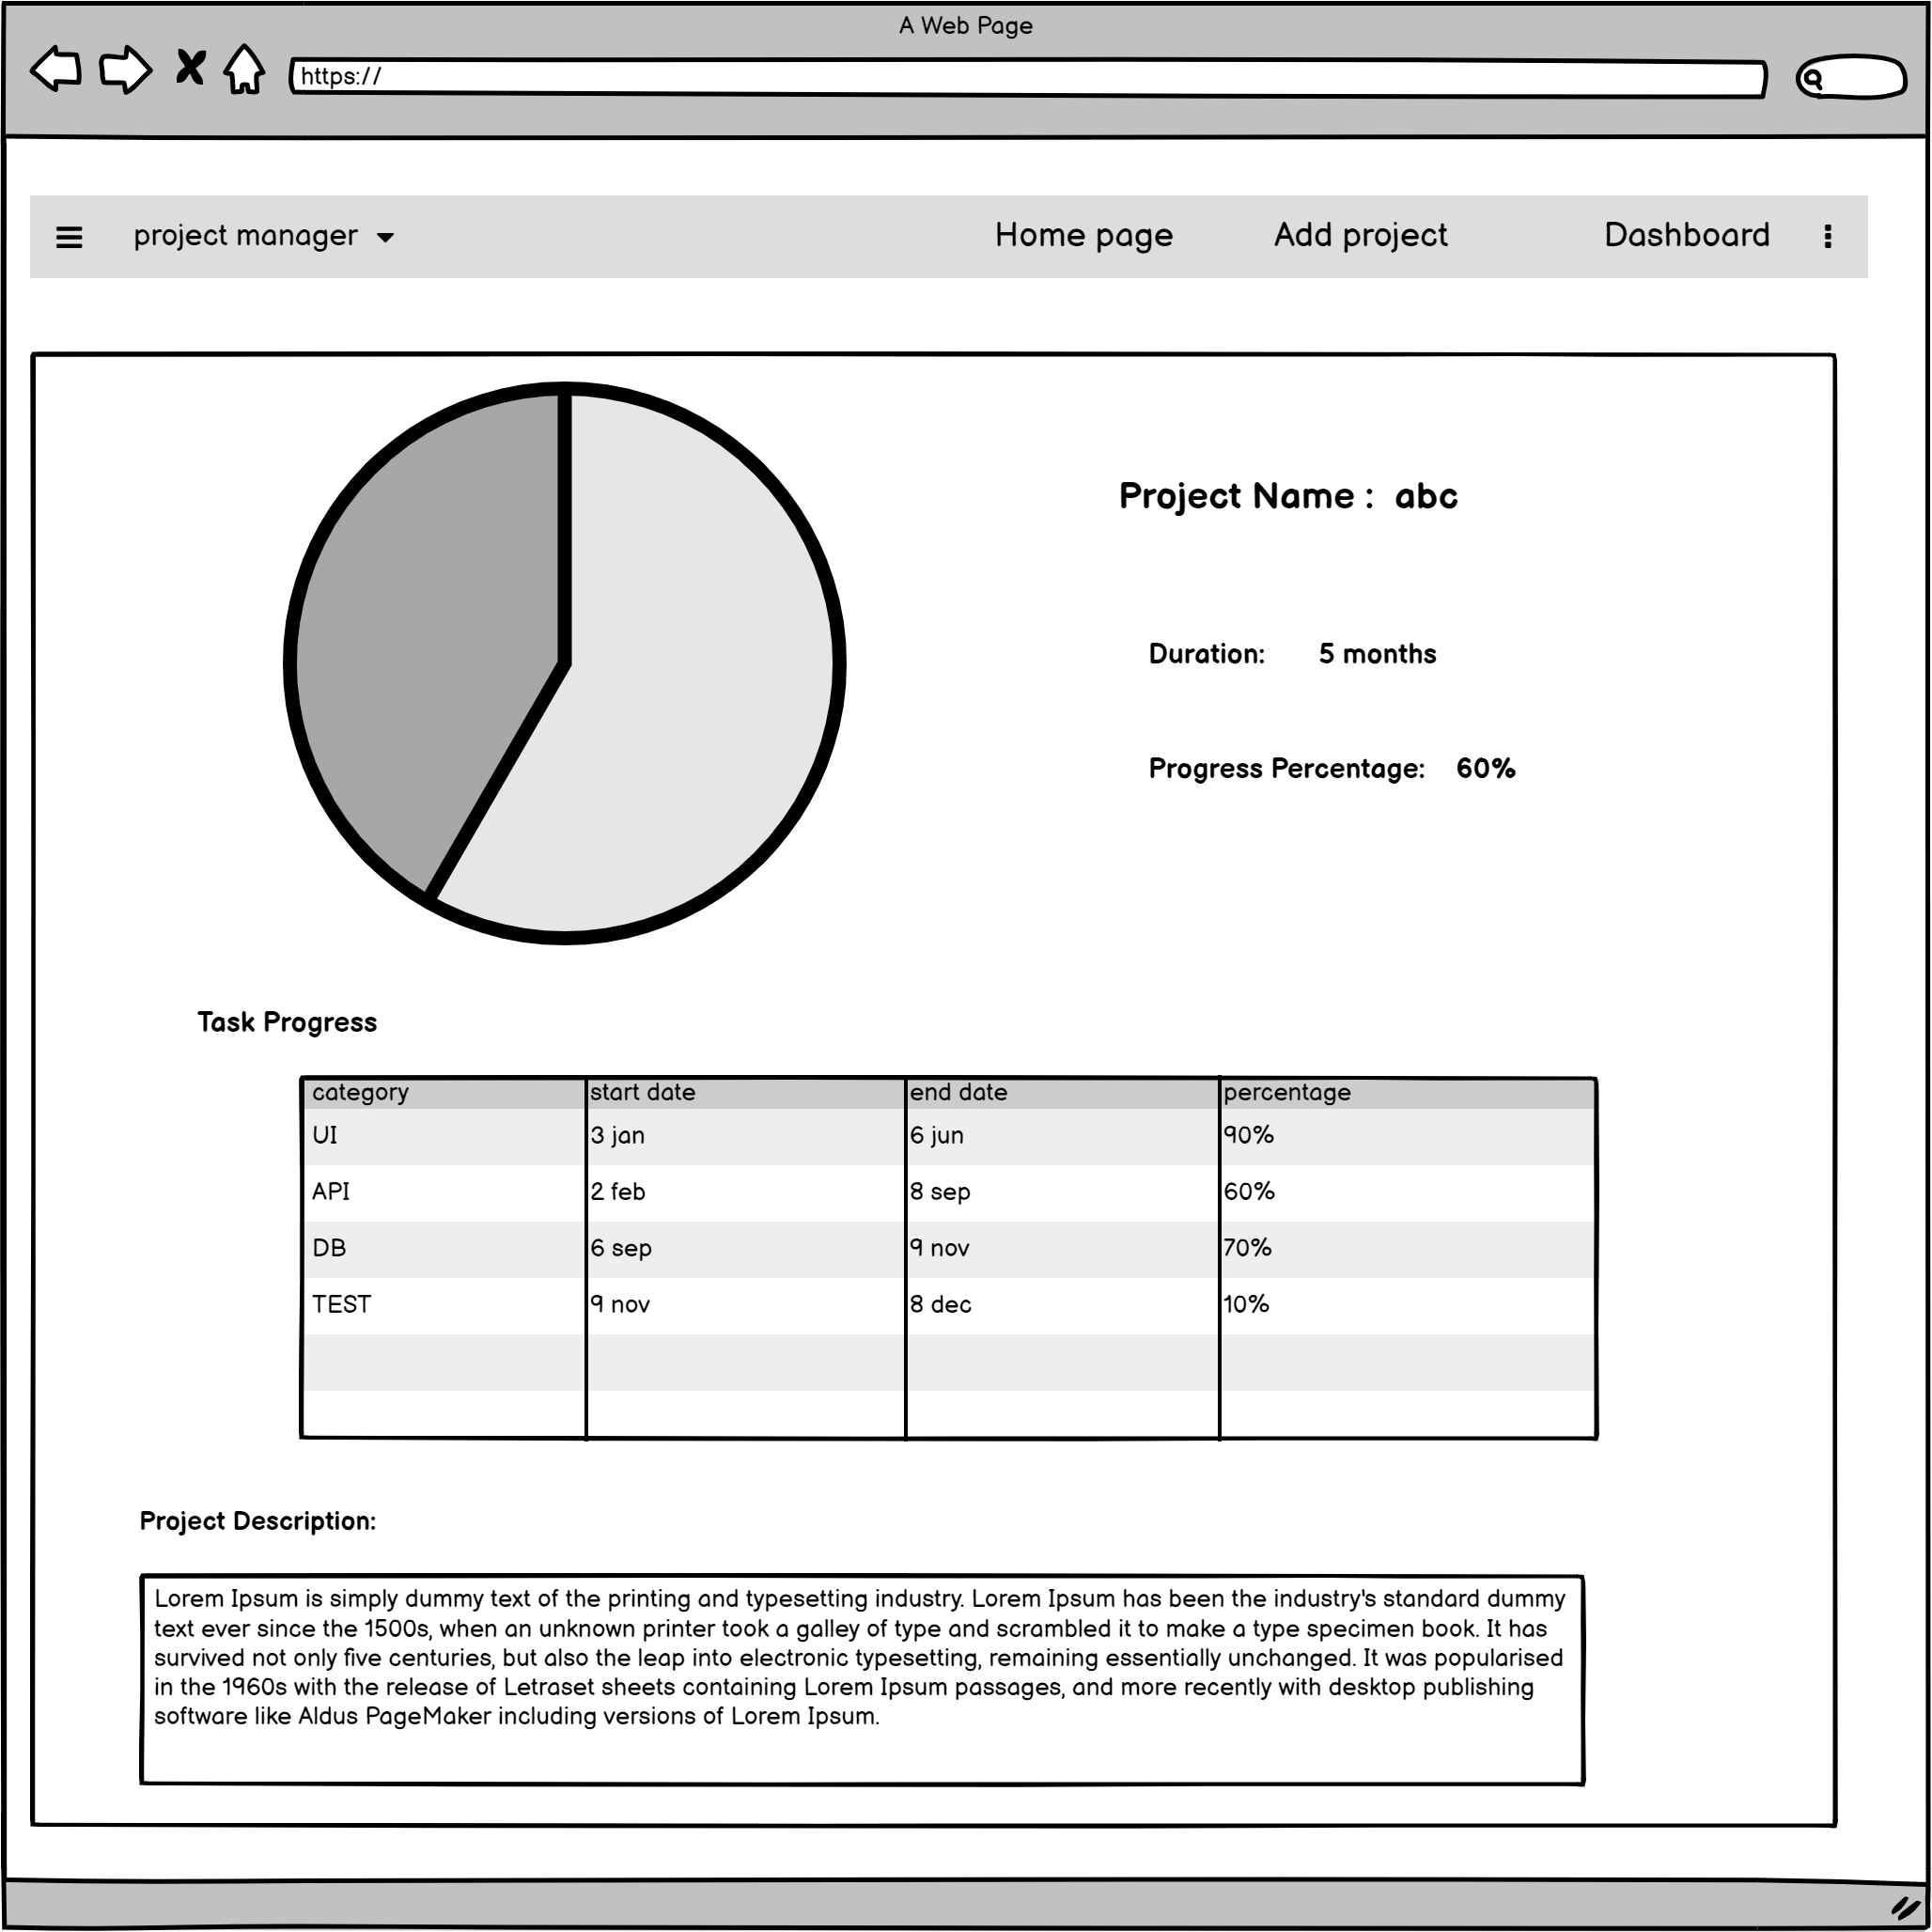 A Web Page
https://
project manager
Home page
Add project
Dashboard
Project Name : abc
Duration: 5 months
Progress Percentage: 60%
Task Progress
category start date end date percentage
UI 3 jan 6 jun 90%
API 2 feb 8 sep 60%
DB 6 sep 9 nov 70%
TEST 9 nov 8 dec 10%
Project Description:
Lorem Ipsum is simply dummy text of the printing and typesetting industry. Lorem Ipsum has been the industry's standard dummy
text ever since the 1500s, when an unknown printer took a galley of type and scrambled it to make a type specimen book. It has
survived not only five centuries, but also the leap into electronic typesetting, remaining essentially unchanged. It was popularised
in the 1960s with the release of Letraset sheets containing Lorem Ipsum passages, and more recently with desktop publishing
software like Aldus PageMaker including versions of Lorem Ipsum.